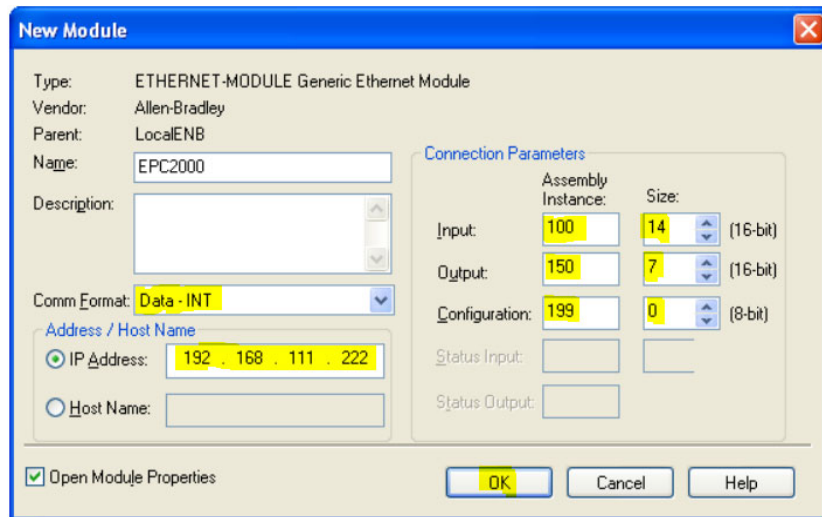 New Module
Type: ETHERNET-MODULE Generic Ethernet Module
Vendor: Allen-Bradley
Parent: LocalENB
Name: EPC2000
Description:
Comm Format: Data - INT
Address / Host Name
IP Address: 192 . 168 . 111 . 222
Host Name:
Connection Parameters
Assembly
Instance: Size:
Input: 100 14 (16-bit)
Output: 150 7 (16-bit)
Configuration: 199 0 (8-bit)
Status Input:
Status Output:
Open Module Properties
OK Cancel Help